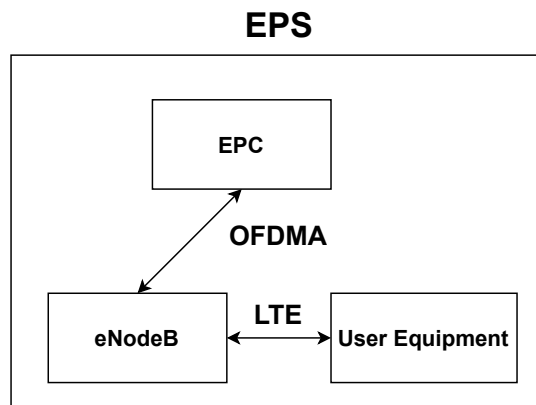 EPS
EPC
OFDMA
eNodeB
LTE
User Equipment